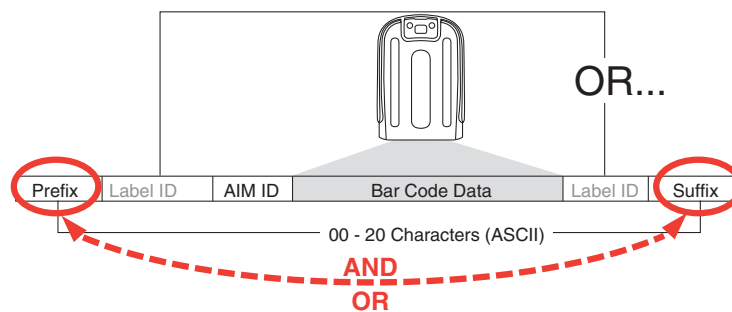 OR...
Prefix Label ID AIM ID Bar Code Data Label ID Suffix
00 - 20 Characters (ASCII)
AND
OR